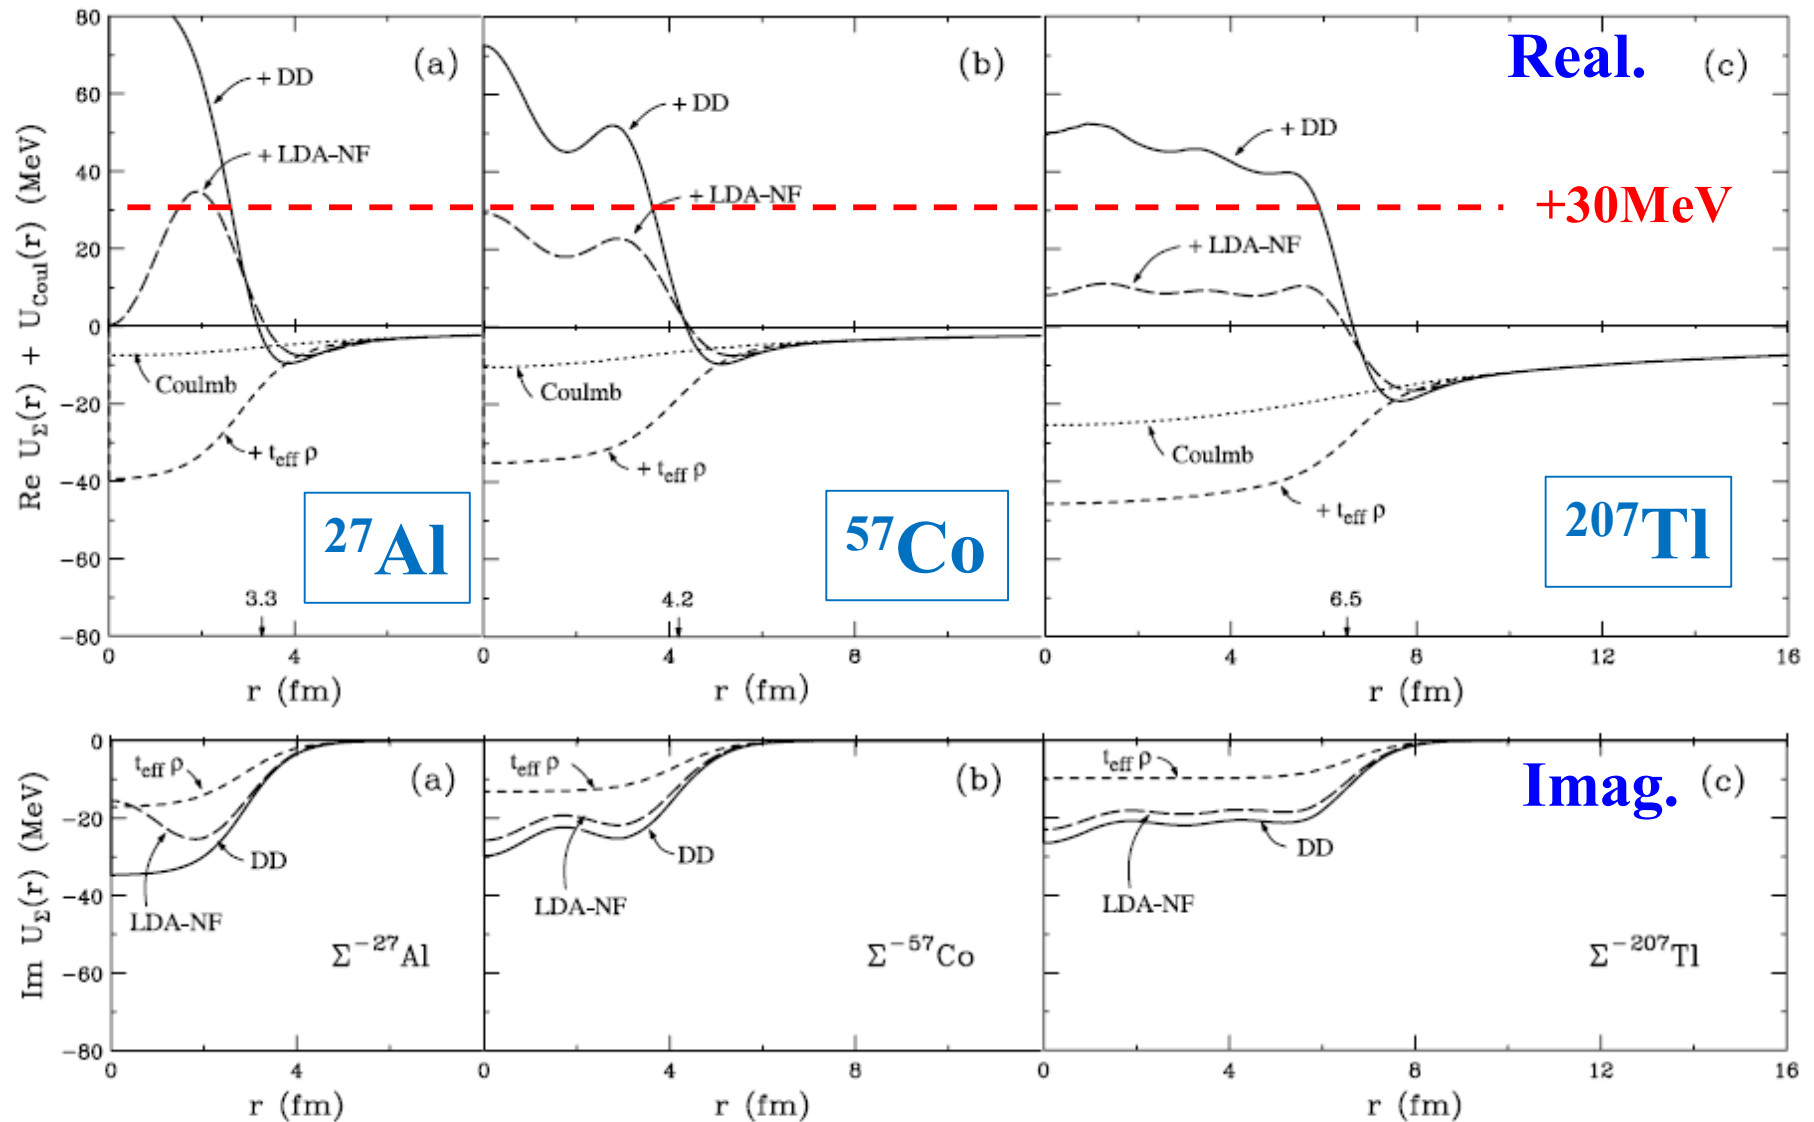 Re U_Σ(r) + U_Coul(r) (MeV)
80
60
40
20
0
−20
−40
−60
−80
(a)
+ DD
+ LDA-NF
Coulmb
+ t_eff ρ
²⁷Al
3.3
0
4
r (fm)
(b)
+ DD
+ LDA-NF
Coulmb
+ t_eff ρ
⁵⁷Co
4.2
0
4
8
r (fm)
Real. (c)
+ DD
+30MeV
+ LDA-NF
Coulmb
+ t_eff ρ
²⁰⁷Tl
6.5
0
4
8
12
16
r (fm)
Im U_Σ(r) (MeV)
0
−20
−40
−60
−80
t_eff ρ
(a)
DD
LDA-NF
Σ⁻²⁷Al
0
4
r (fm)
t_eff ρ
(b)
DD
LDA-NF
Σ⁻⁵⁷Co
0
4
8
r (fm)
t_eff ρ
Imag. (c)
DD
LDA-NF
Σ⁻²⁰⁷Tl
0
4
8
12
16
r (fm)